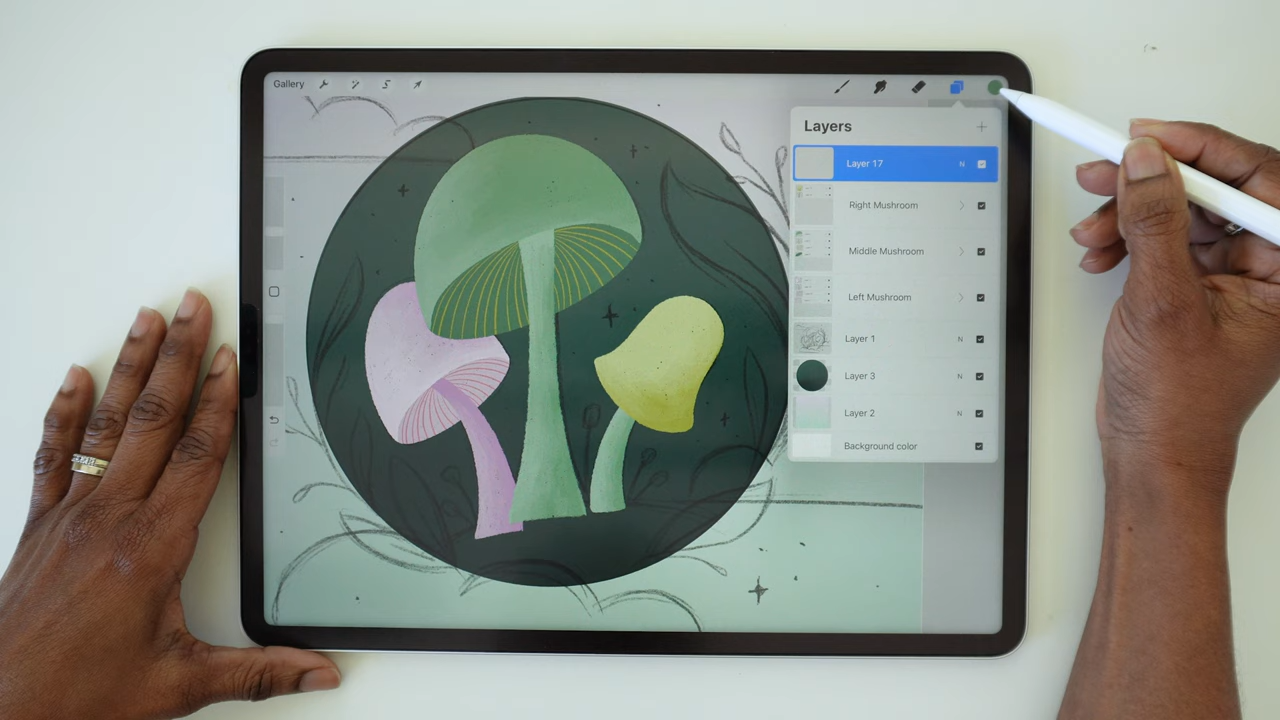 Gallery
Layers
Layer 17 N
Right Mushroom
Middle Mushroom
Left Mushroom
Layer 1 N
Layer 3 N
Layer 2 N
Background color